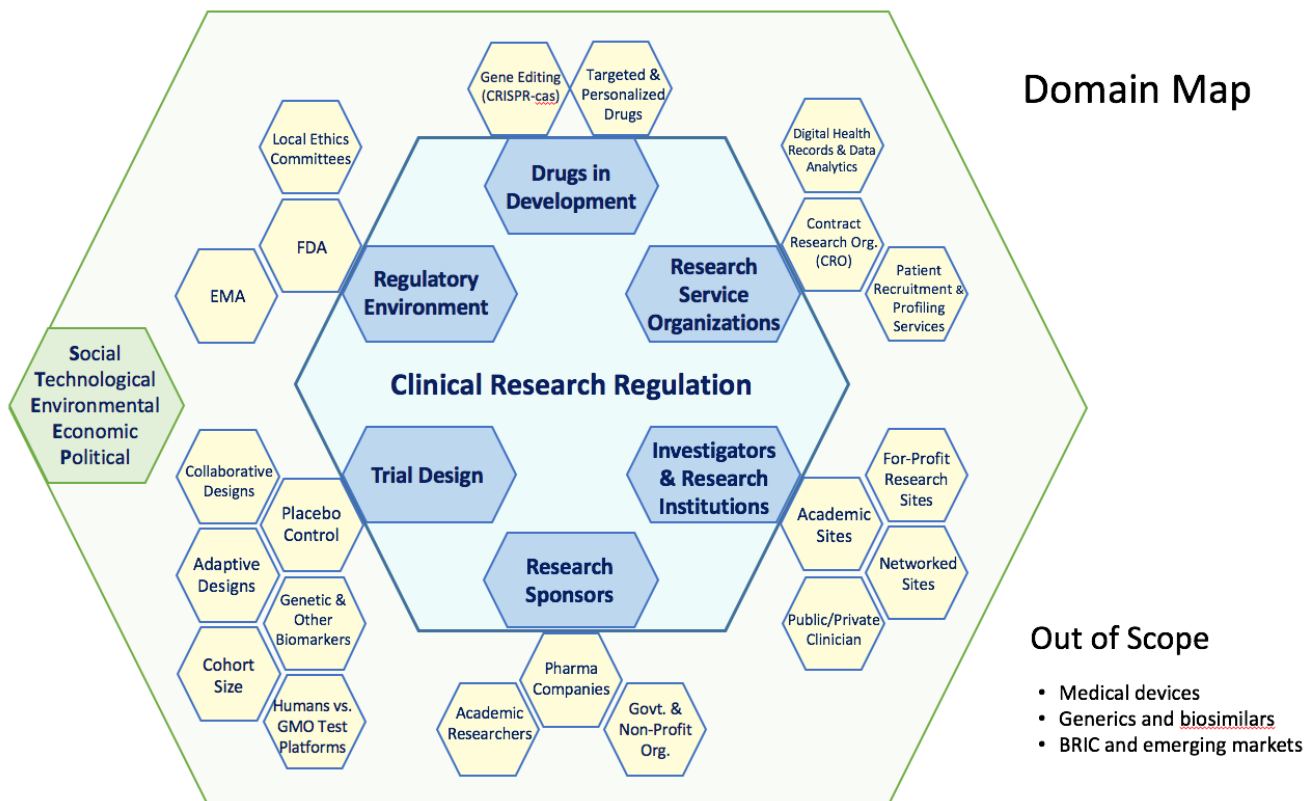 Domain Map
Gene Editing
(CRISPR-cas)
Targeted &
Personalized
Drugs
Local Ethics
Committees
FDA
EMA
Digital Health
Records & Data
Analytics
Contract
Research Org.
(CRO)
Patient
Recruitment &
Profiling
Services
Drugs in
Development
Regulatory
Environment
Research
Service
Organizations
Social
Technological
Environmental
Economic
Political
Clinical Research Regulation
Trial Design
Investigators
& Research
Institutions
Research
Sponsors
Collaborative
Designs
Placebo
Control
Adaptive
Designs
Genetic &
Other
Biomarkers
Cohort
Size
Humans vs.
GMO Test
Platforms
Academic
Researchers
Pharma
Companies
Govt. &
Non-Profit
Org.
For-Profit
Research
Sites
Academic
Sites
Networked
Sites
Public/Private
Clinician
Out of Scope
• Medical devices
• Generics and biosimilars
• BRIC and emerging markets